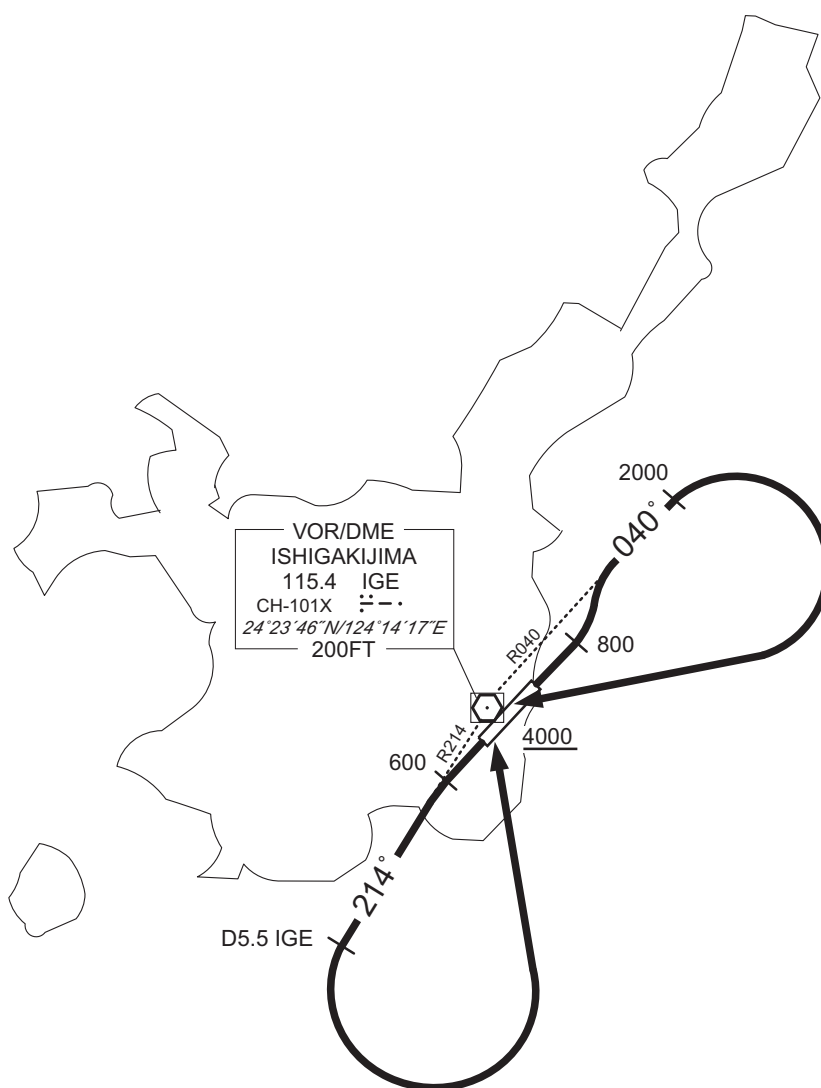 2000
040°
VOR/DME
ISHIGAKIJIMA
115.4 IGE
CH-101X
24°23′46″N/124°14′17″E
200FT
R040
800
R214
4000
600
214°
D5.5 IGE